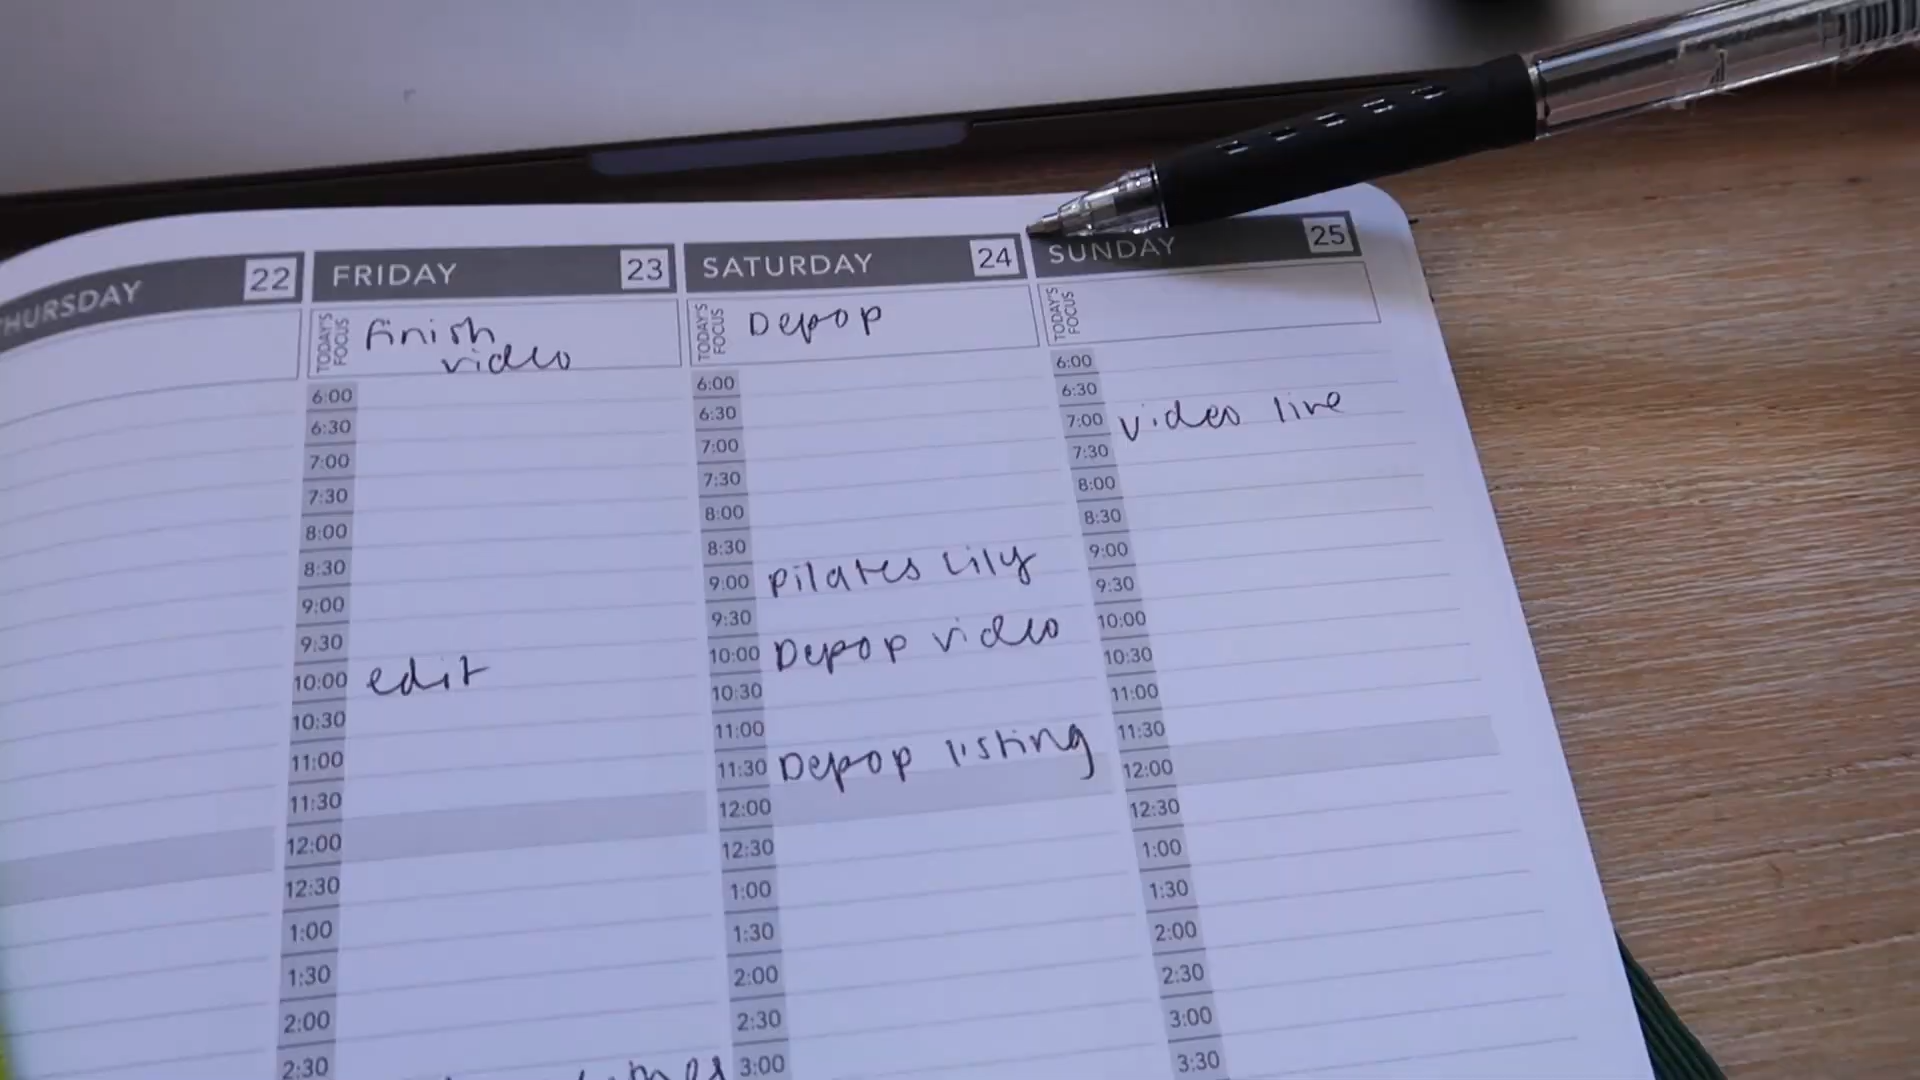 THURSDAY 22
FRIDAY 23
TODAY'S
FOCUS
finish
video
6:00
6:30
7:00
7:30
8:00
8:30
9:00
9:30
10:00 edit
10:30
11:00
11:30
12:00
12:30
1:00
1:30
2:00
2:30
SATURDAY 24
TODAY'S
FOCUS
Depop
6:00
6:30
7:00
7:30
8:00
8:30
9:00 pilates Lily
9:30
10:00 Depop video
10:30
11:00
11:30 Depop listing
12:00
12:30
1:00
1:30
2:00
2:30
3:00
SUNDAY 25
TODAY'S
FOCUS
6:00
6:30
7:00 video live
7:30
8:00
8:30
9:00
9:30
10:00
10:30
11:00
11:30
12:00
12:30
1:00
1:30
2:00
2:30
3:00
3:30